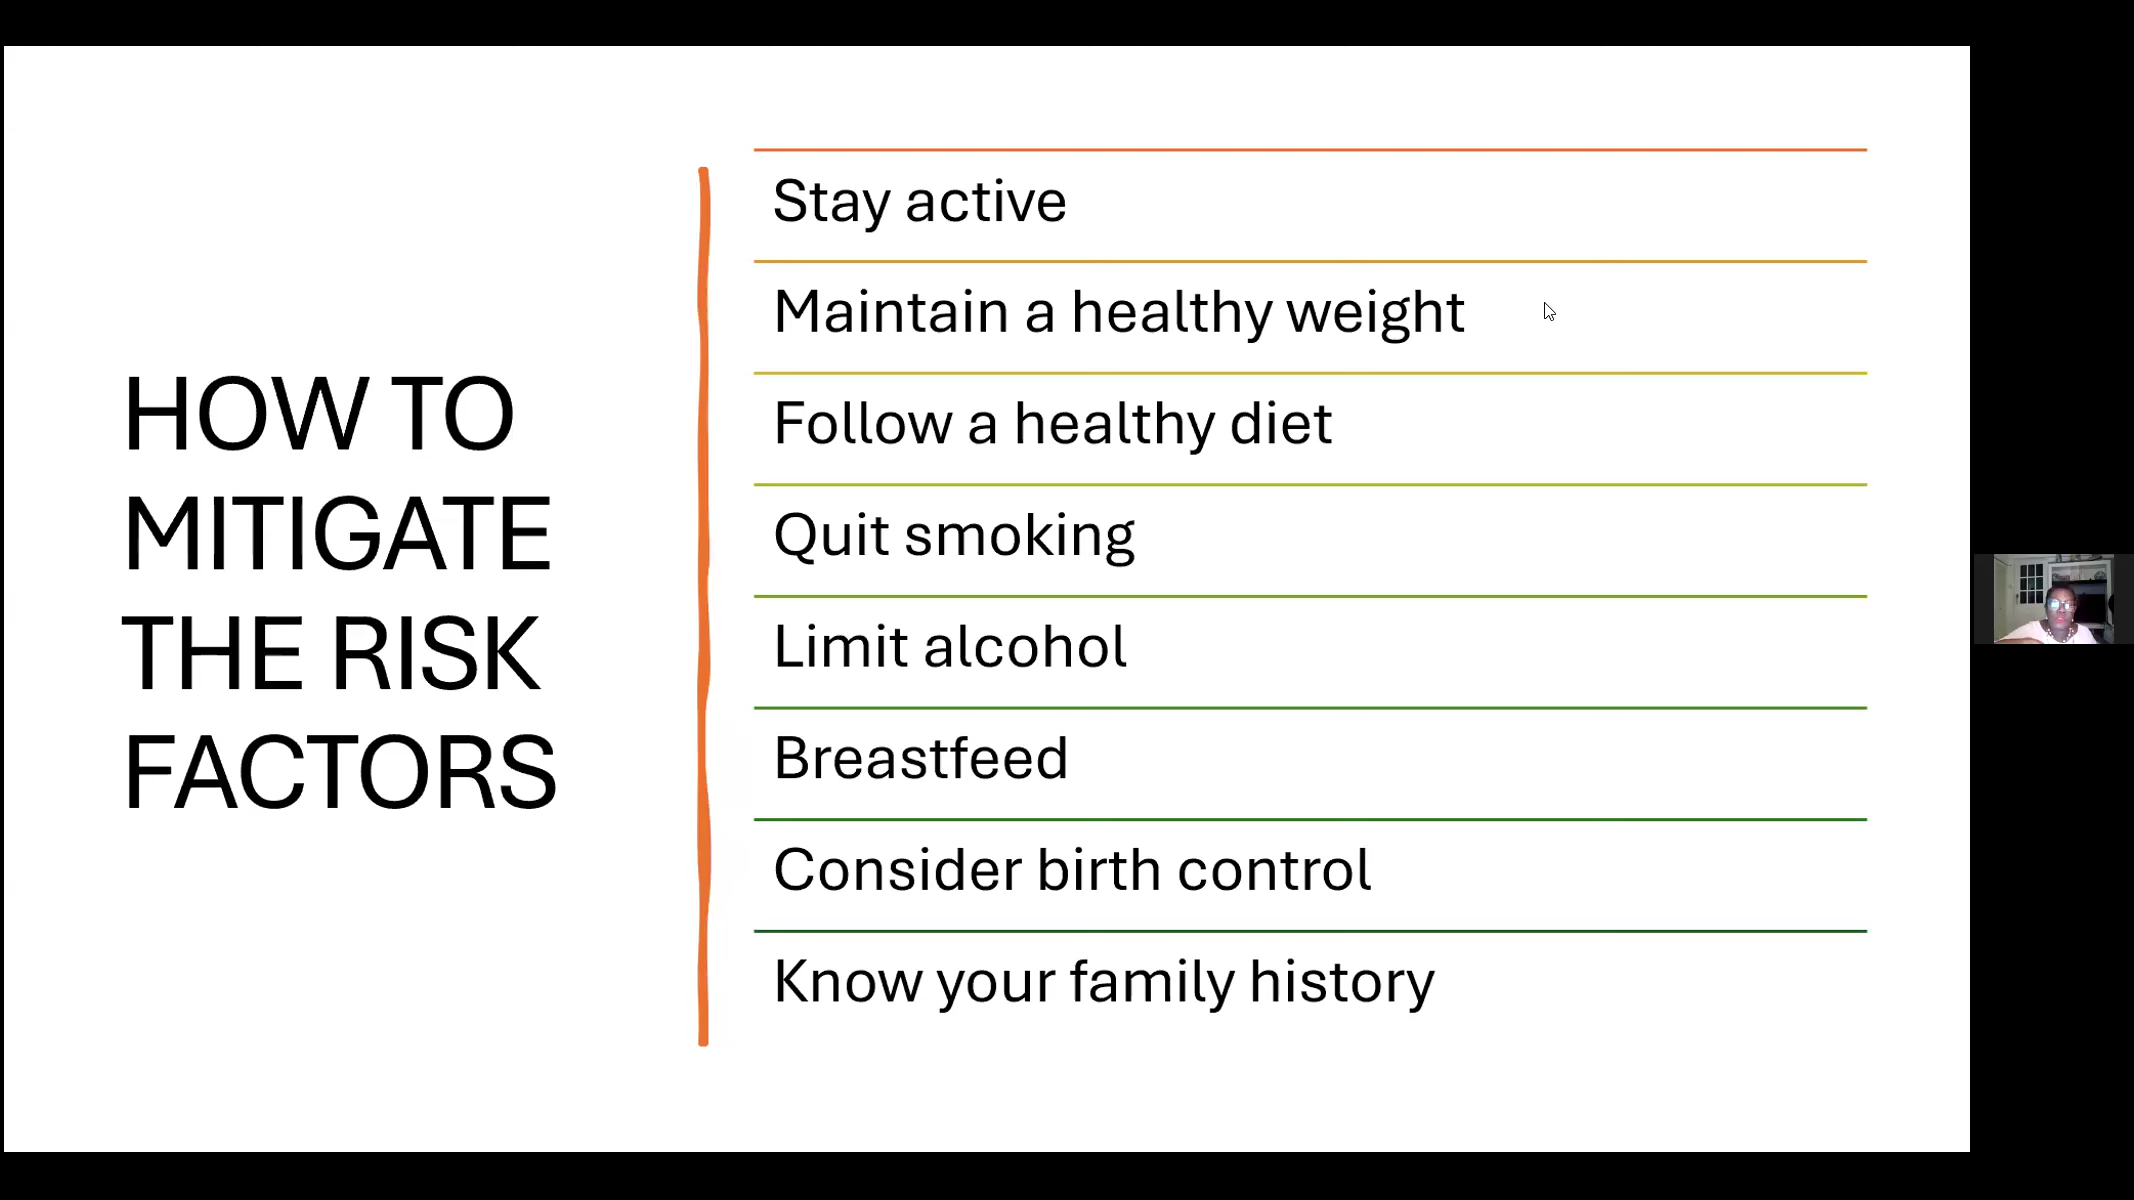 HOW TO
MITIGATE
THE RISK
FACTORS
Stay active
Maintain a healthy weight
Follow a healthy diet
Quit smoking
Limit alcohol
Breastfeed
Consider birth control
Know your family history